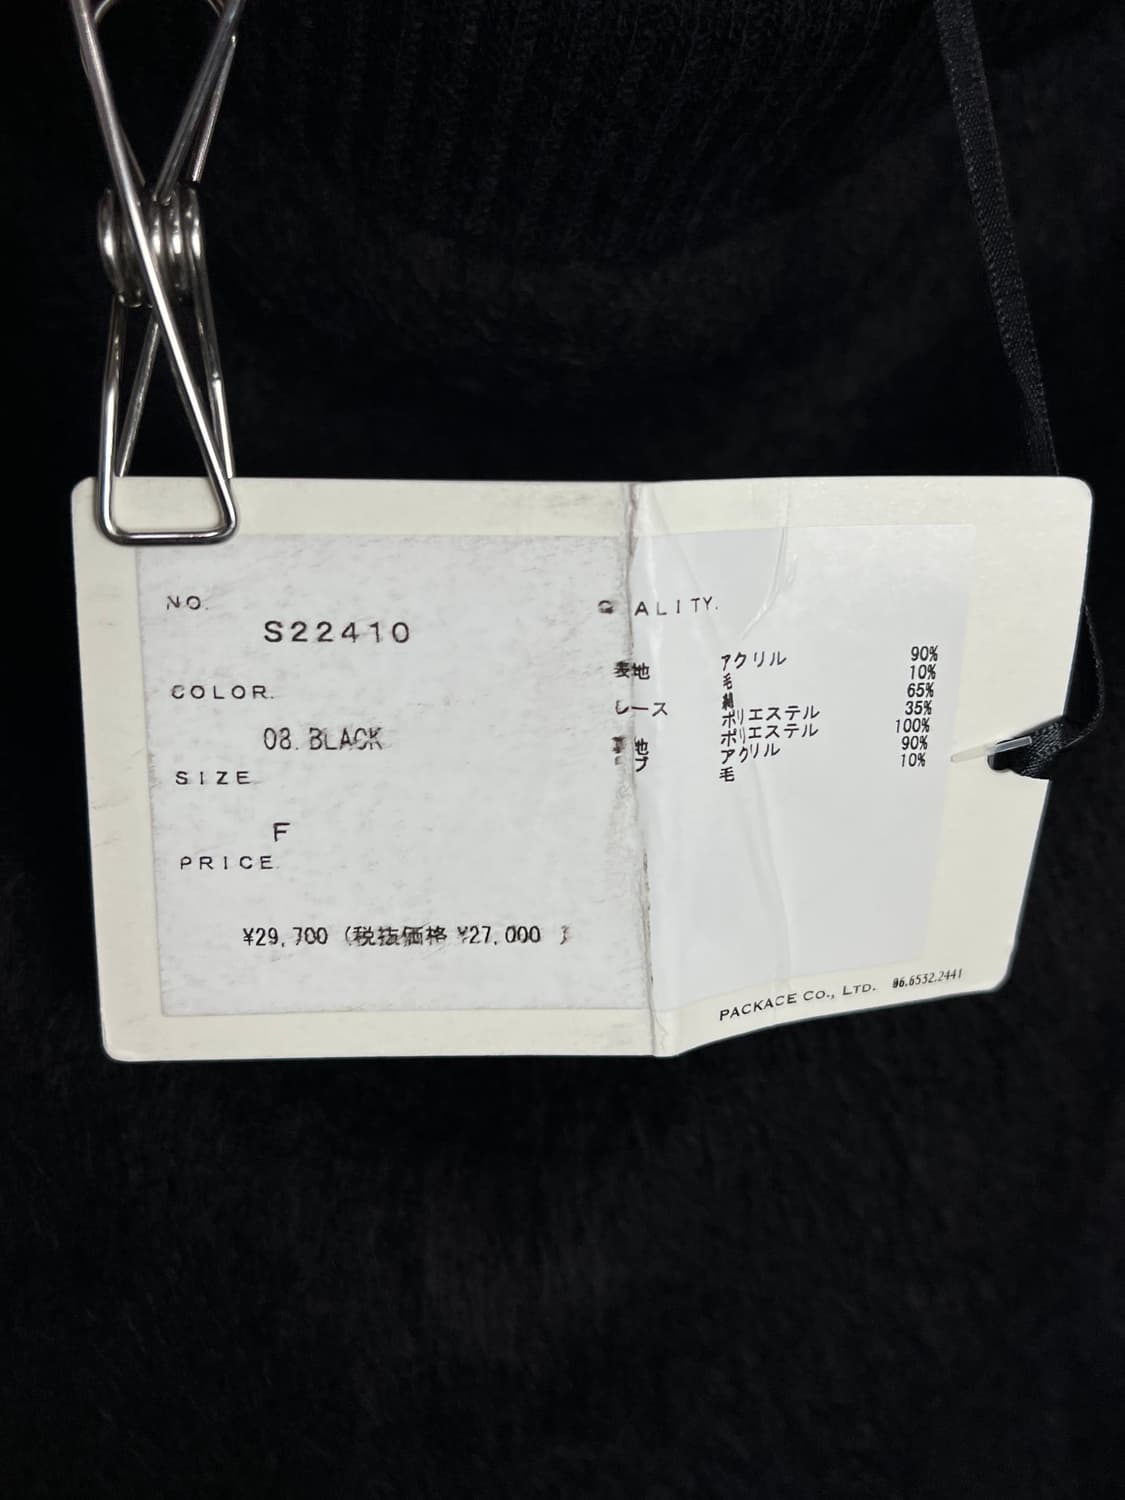 NO.
S22410
COLOR.
08. BLACK
SIZE
F
PRICE.
¥29,700 (税抜価格 ¥27,000 )
QUALITY.
表地 アクリル 90%
毛 10%
レース 綿 65%
ポリエステル 35%
裏地 ポリエステル 100%
ブ アクリル 90%
毛 10%
PACKAGE CO., LTD. 06.6532.2441